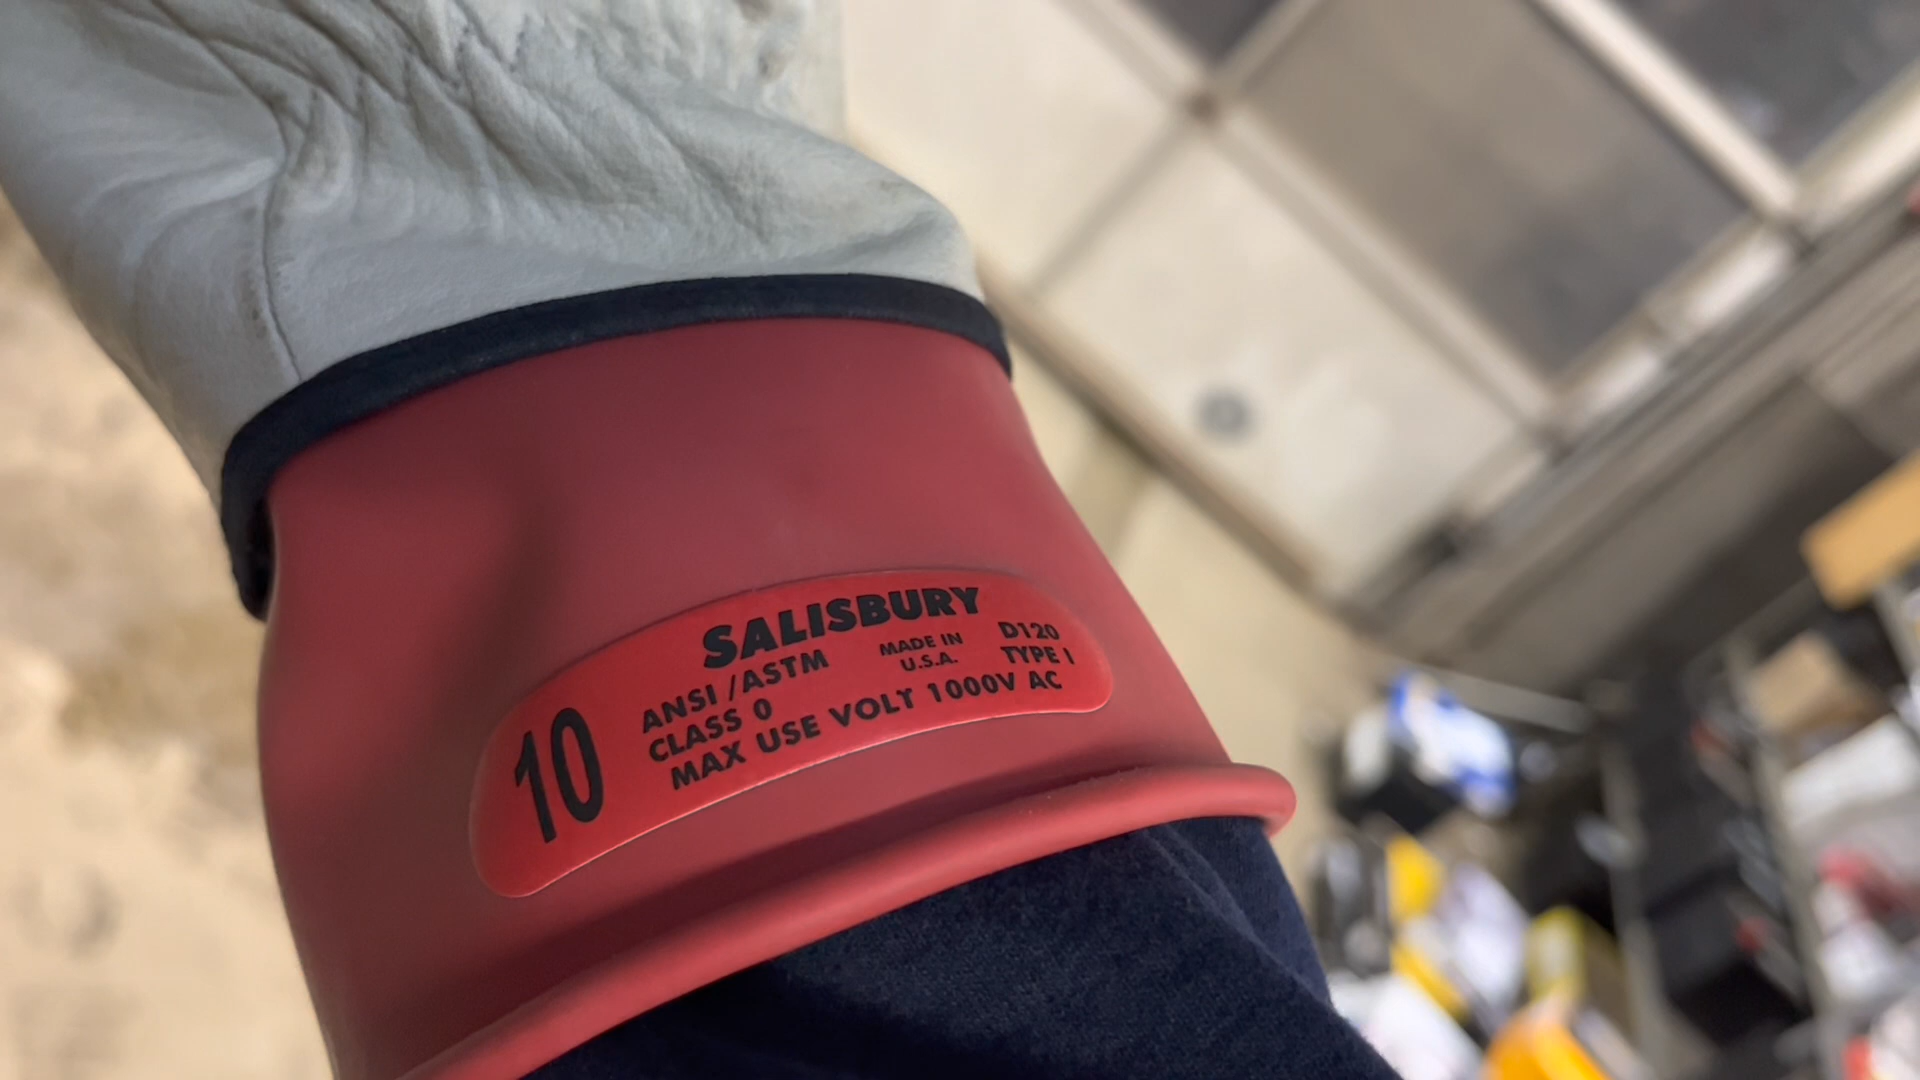 SALISBURY
ANSI / ASTM MADE IN U.S.A. D120
CLASS 0 TYPE I
MAX USE VOLT 1000V AC
10